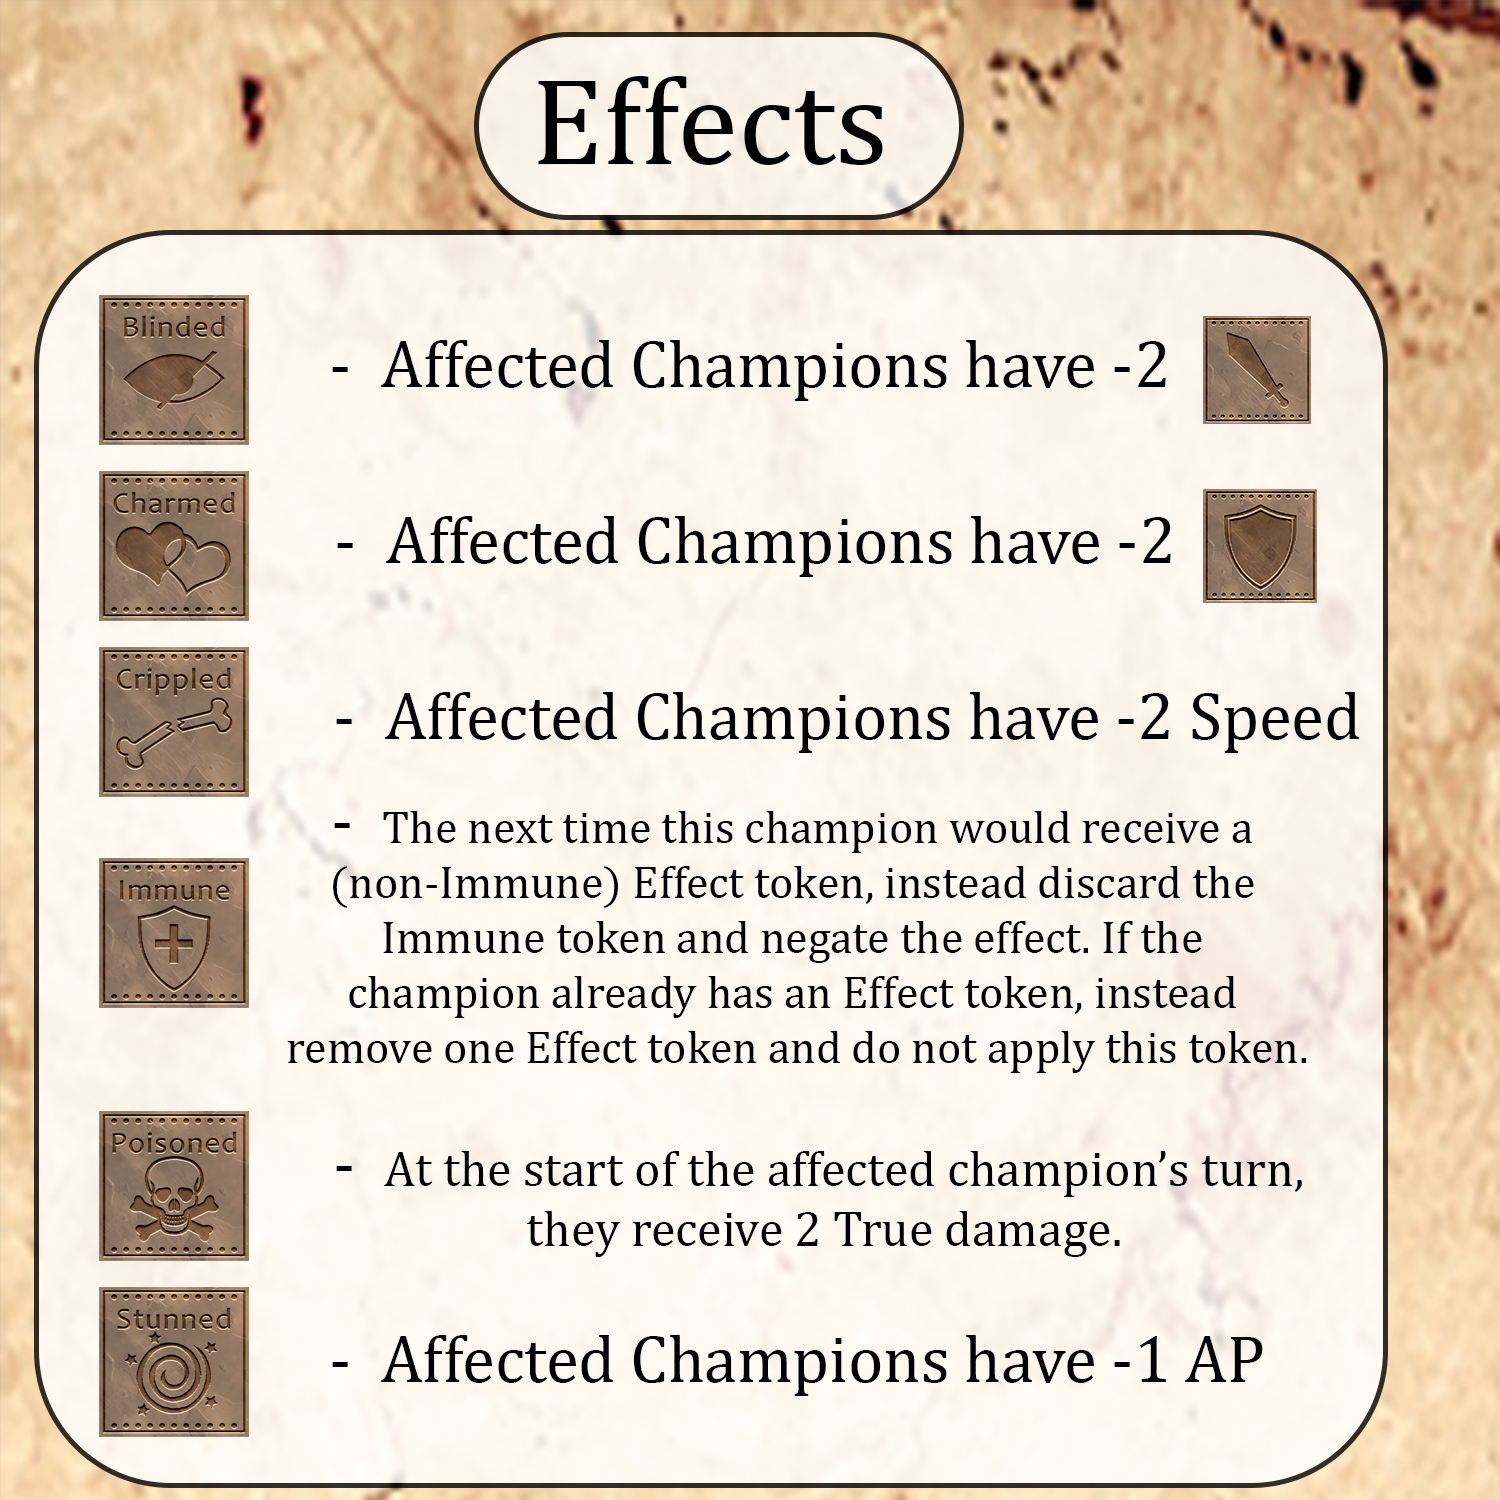 Effects
Blinded
- Affected Champions have -2
Charmed
- Affected Champions have -2
Crippled
- Affected Champions have -2 Speed
Immune
- The next time this champion would receive a
(non-Immune) Effect token, instead discard the
Immune token and negate the effect. If the
champion already has an Effect token, instead
remove one Effect token and do not apply this token.
Poisoned
- At the start of the affected champion’s turn,
they receive 2 True damage.
Stunned
- Affected Champions have -1 AP